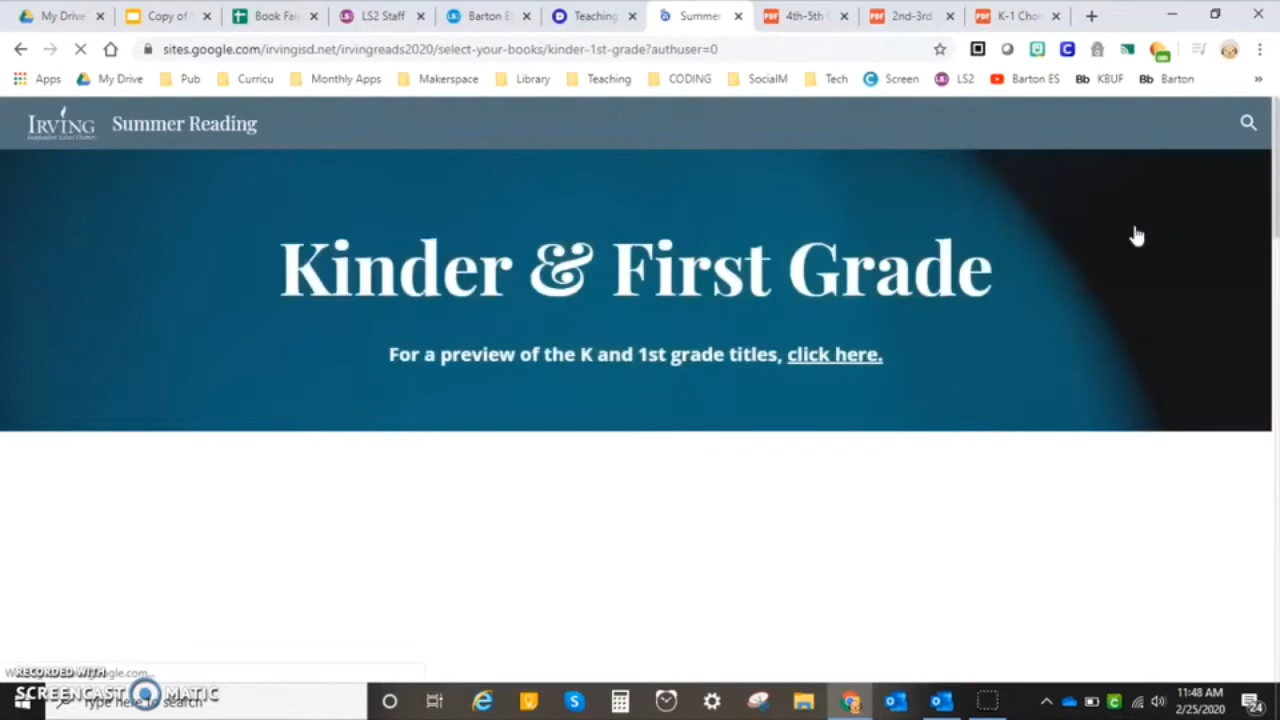 My Drive
Copy of
Book Fai
LS2 Staff
Barton E
Teaching
Summer
4th-5th
2nd-3rd
K-1 Cho
sites.google.com/irvingisd.net/irvingreads2020/select-your-books/kinder-1st-grade?authuser=0
Apps
My Drive
Pub
Curricu
Monthly Apps
Makerspace
Library
Teaching
CODING
SocialM
Tech
Screen
LS2
Barton ES
Bb KBUF
Bb Barton
IRVING
Summer Reading
Kinder & First Grade
For a preview of the K and 1st grade titles, click here.
RECORDED WITH
SCREENCAST MATIC
Type here to search
11:48 AM
2/25/2020
24